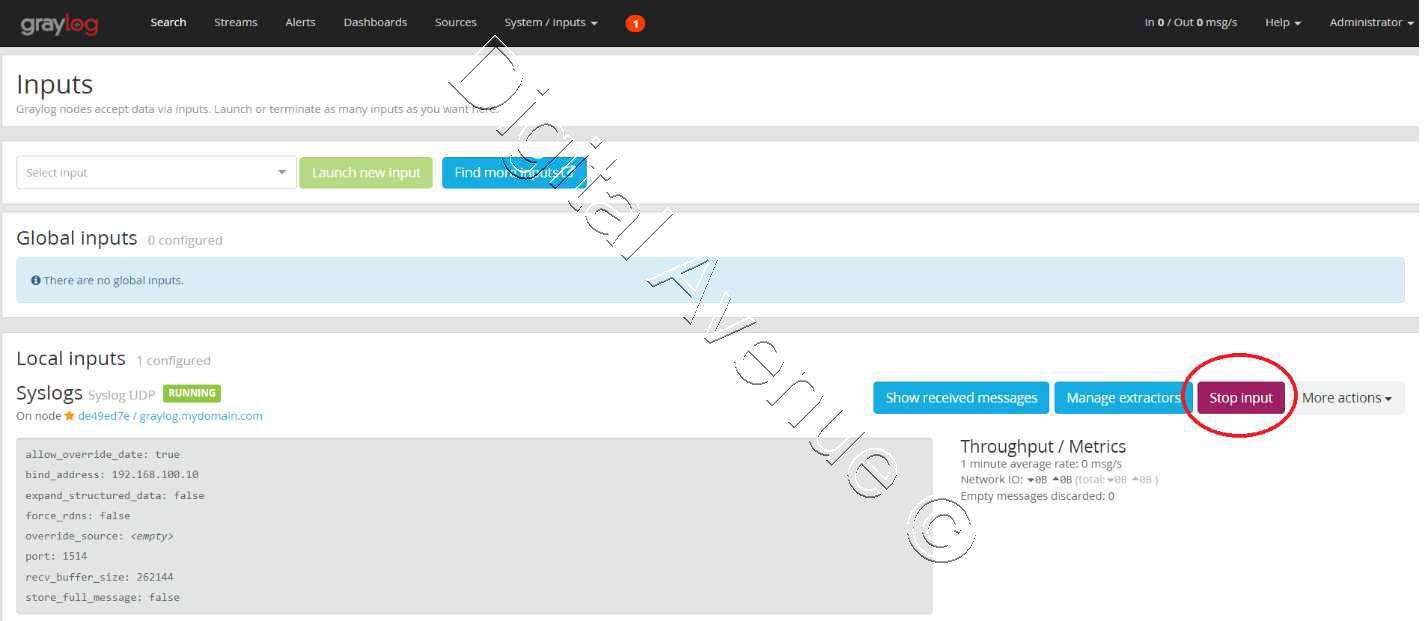 graylog Search Streams Alerts Dashboards Sources System / Inputs 1 In 0 / Out 0 msg/s Help Administrator
Inputs
Graylog nodes accept data via inputs. Launch or terminate as many inputs as you want here.
Select input Launch new input Find more inputs
Global inputs 0 configured
There are no global inputs.
Local inputs 1 configured
Syslogs Syslog UDP RUNNING
On node de49ed7e / graylog.mydomain.com
Show received messages Manage extractors Stop input More actions
allow_override_date: true
bind_address: 192.168.100.10
expand_structured_data: false
force_rdns: false
override_source: <empty>
port: 1514
recv_buffer_size: 262144
store_full_message: false
Throughput / Metrics
1 minute average rate: 0 msg/s
Network IO: 0B 0B (total: 0B 0B )
Empty messages discarded: 0
Digital Avenue ©